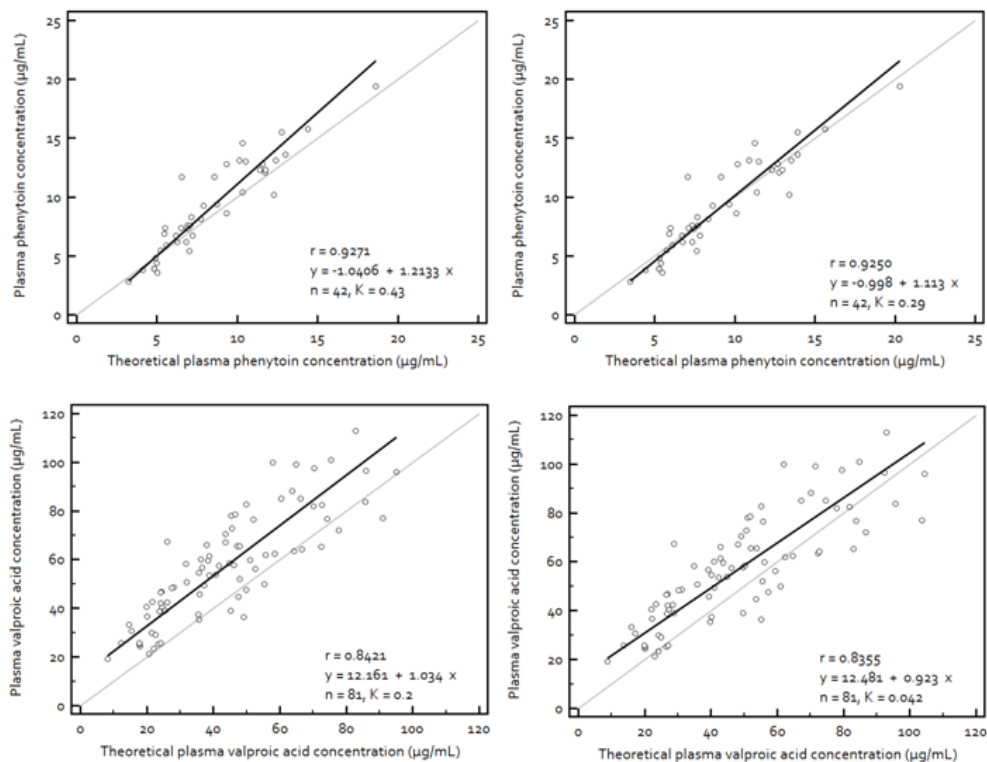 25
20
15
10
5
0
Plasma phenytoin concentration (µg/mL)
r = 0.9271
y = -1.0406 + 1.2133 x
n = 42, K = 0.43
0 5 10 15 20 25
Theoretical plasma phenytoin concentration (µg/mL)
25
20
15
10
5
0
Plasma phenytoin concentration (µg/mL)
r = 0.9250
y = -0.998 + 1.113 x
n = 42, K = 0.29
0 5 10 15 20 25
Theoretical plasma phenytoin concentration (µg/mL)
120
100
80
60
40
20
0
Plasma valproic acid concentration (µg/mL)
r = 0.8421
y = 12.161 + 1.034 x
n = 81, K = 0.2
0 20 40 60 80 100 120
Theoretical plasma valproic acid concentration (µg/mL)
120
100
80
60
40
20
0
Plasma valproic acid concentration (µg/mL)
r = 0.8355
y = 12.481 + 0.923 x
n = 81, K = 0.042
0 20 40 60 80 100 120
Theoretical plasma valproic acid concentration (µg/mL)